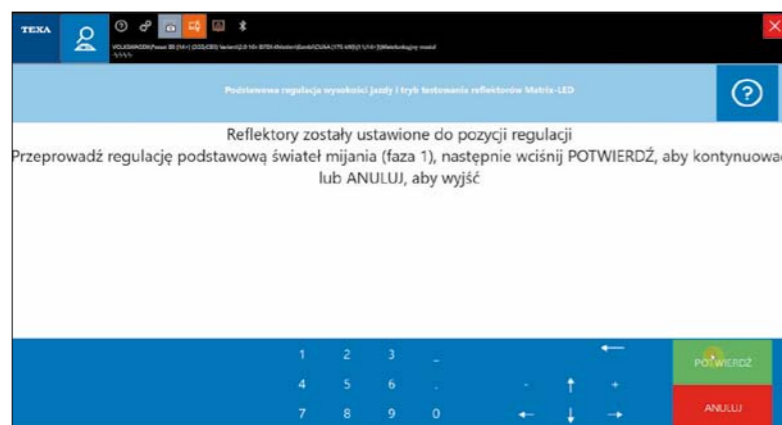 TEXA
Podstawowa regulacja wysokości jazdy i tryb testowania reflektorów Matrix-LED
Reflektory zostały ustawione do pozycji regulacji
Przeprowadź regulację podstawową świateł mijania (faza 1), następnie wciśnij POTWIERDŹ, aby kontynuowa
lub ANULUJ, aby wyjść
1 2 3 _
4 5 6 . - +
7 8 9 0
POTWIERDŹ
ANULUJ